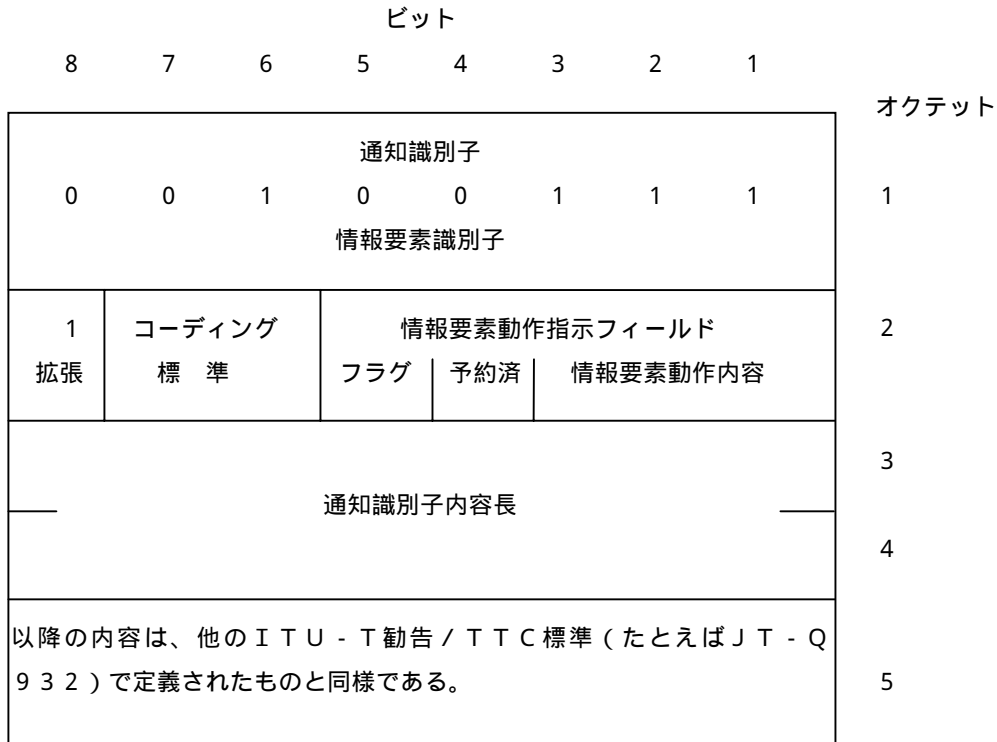 ビット
8 7 6 5 4 3 2 1
オクテット
通知識別子
0 0 1 0 0 1 1 1 1
情報要素識別子
1 コーディング 情報要素動作指示フィールド 2
拡張 標 準 フラグ 予約済 情報要素動作内容
3
通知識別子内容長
4
以降の内容は、他のITU-T勧告/TTC標準(たとえばJT-Q
932)で定義されたものと同様である。 5